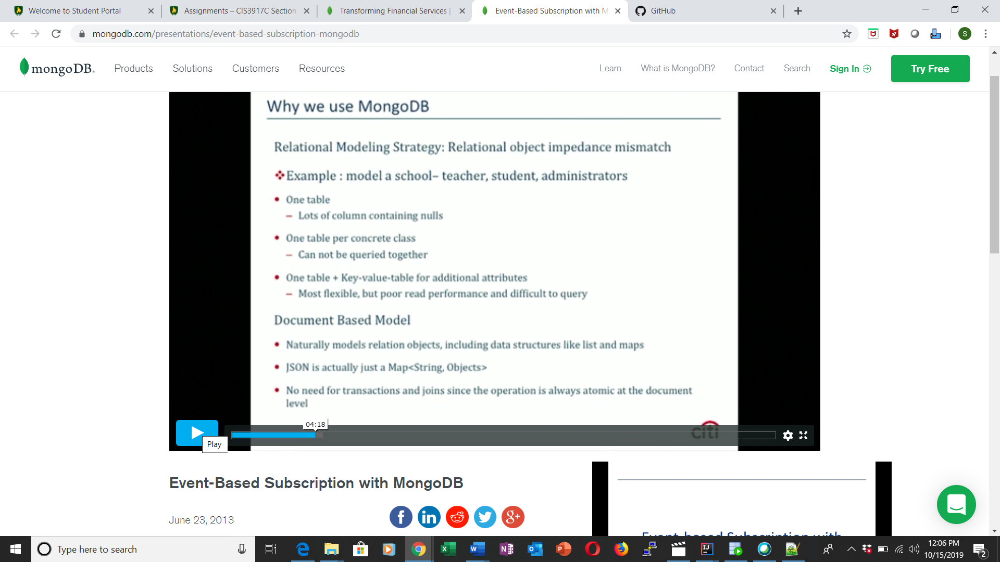 Welcome to Student Portal
Assignments – CIS3917C Section
Transforming Financial Services |
Event-Based Subscription with M
GitHub
mongodb.com/presentations/event-based-subscription-mongodb
S
mongoDB.
Products
Solutions
Customers
Resources
Learn
What is MongoDB?
Contact
Search
Sign In
Try Free
Why we use MongoDB
Relational Modeling Strategy: Relational object impedance mismatch
Example : model a school– teacher, student, administrators
• One table
– Lots of column containing nulls
• One table per concrete class
– Can not be queried together
• One table + Key-value-table for additional attributes
– Most flexible, but poor read performance and difficult to query
Document Based Model
• Naturally models relation objects, including data structures like list and maps
• JSON is actually just a Map<String, Objects>
• No need for transactions and joins since the operation is always atomic at the document
level
04:18
citi
Play
Event-Based Subscription with MongoDB
June 23, 2013
Event-based Subscription with
Type here to search
12:06 PM
10/15/2019
2